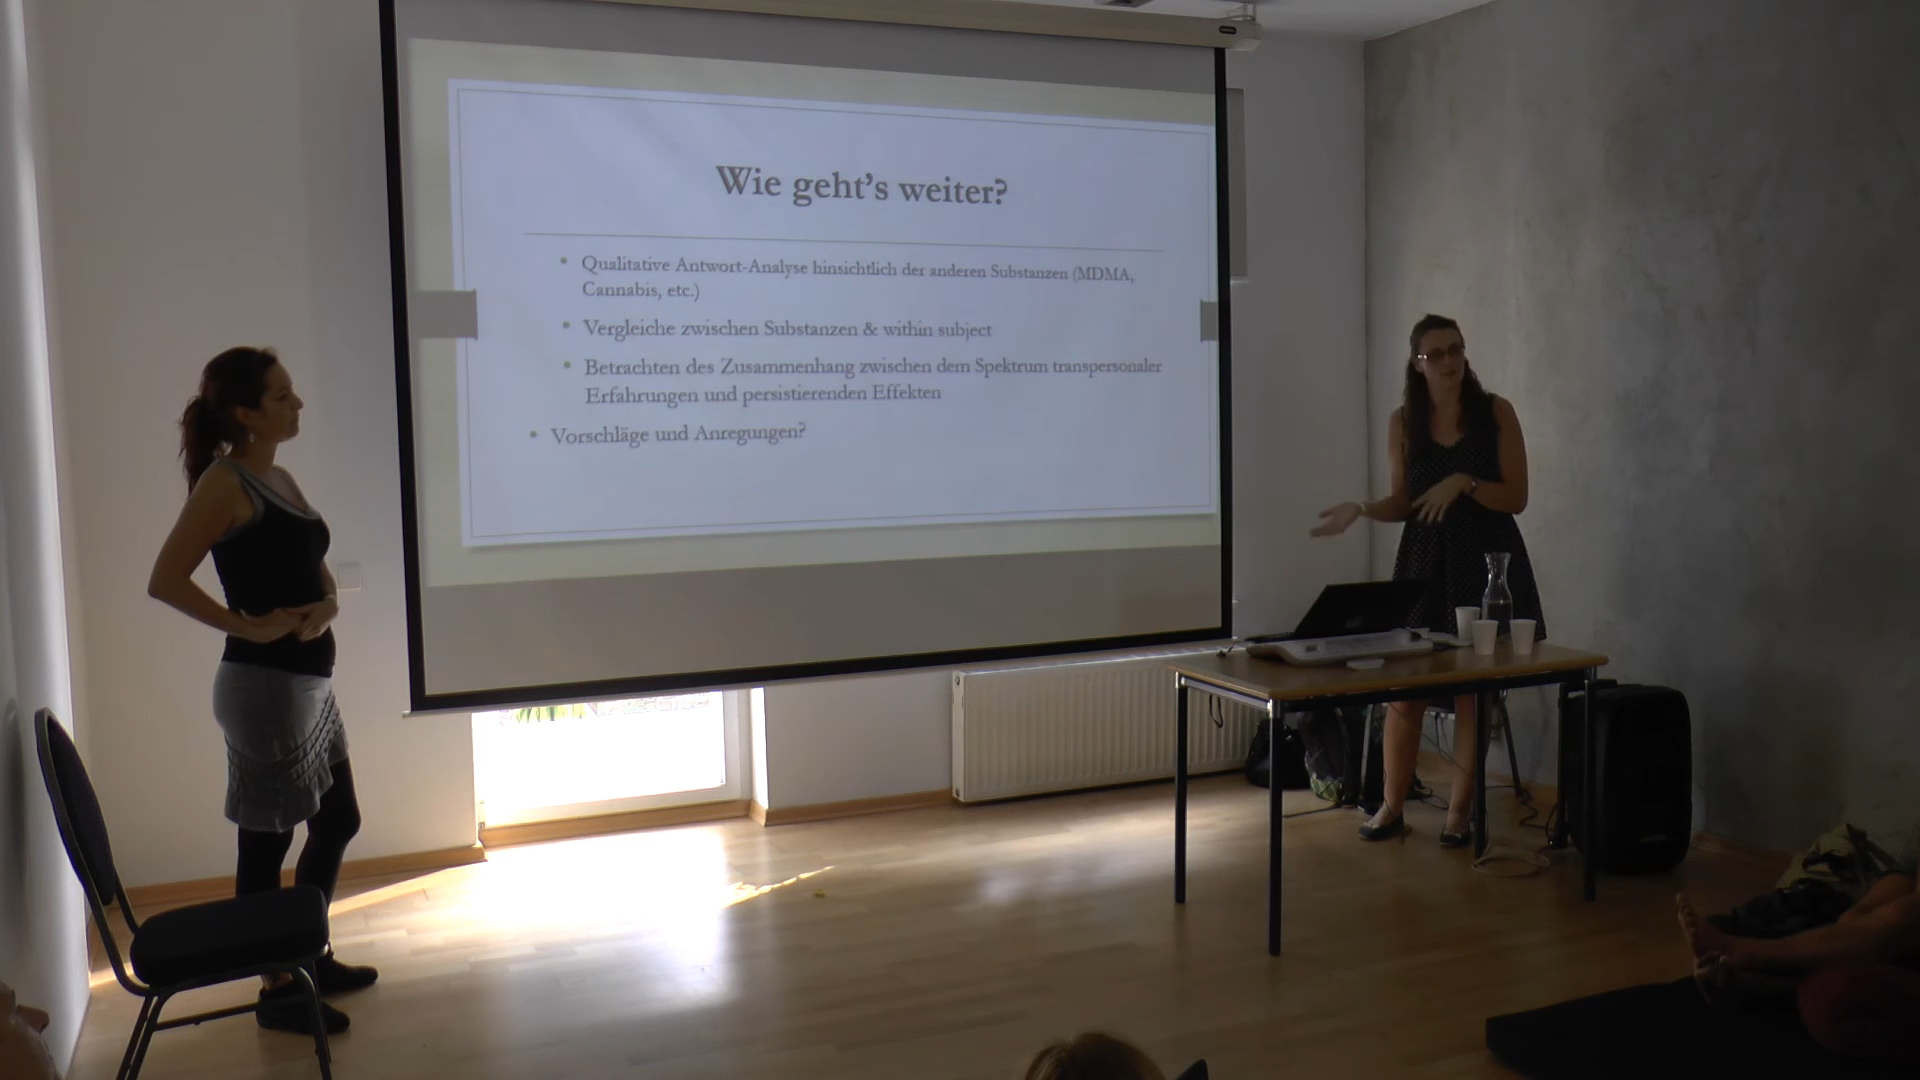 Wie geht's weiter?
• Qualitative Antwort-Analyse hinsichtlich der anderen Substanzen (MDMA,
Cannabis, etc.)
• Vergleiche zwischen Substanzen & within subject
• Betrachten des Zusammenhang zwischen dem Spektrum transpersonaler
Erfahrungen und persistierenden Effekten
• Vorschläge und Anregungen?